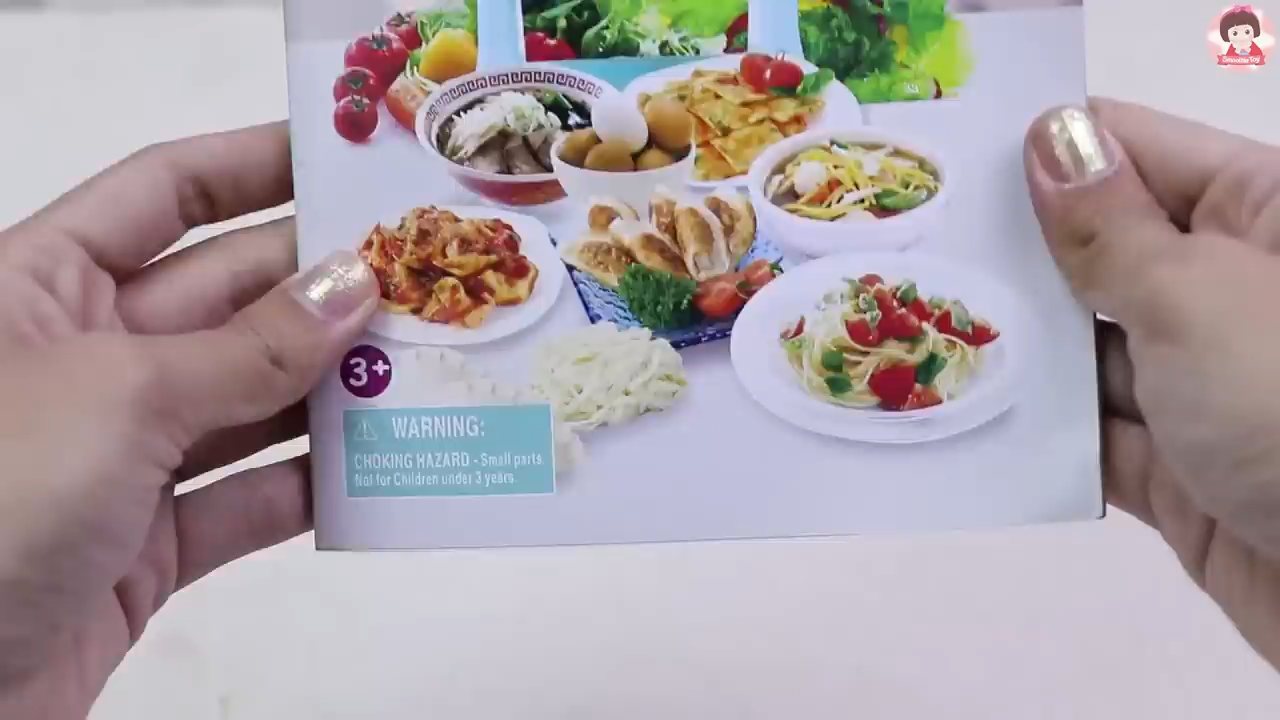 3+
WARNING:
CHOKING HAZARD - Small parts.
Not for Children under 3 years.